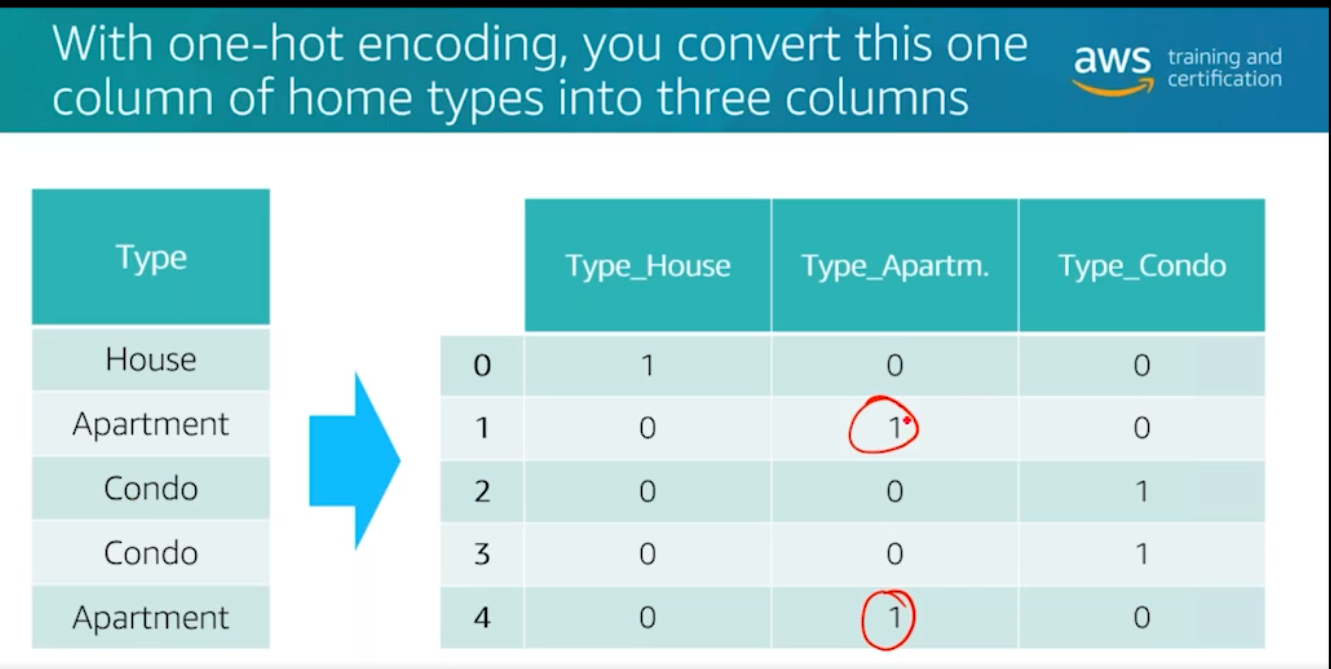 With one-hot encoding, you convert this one
column of home types into three columns
aws training and
certification
Type
House
Apartment
Condo
Condo
Apartment
Type_House Type_Apartm. Type_Condo
0 1 0 0
1 0 1 0
2 0 0 1
3 0 0 1
4 0 1 0